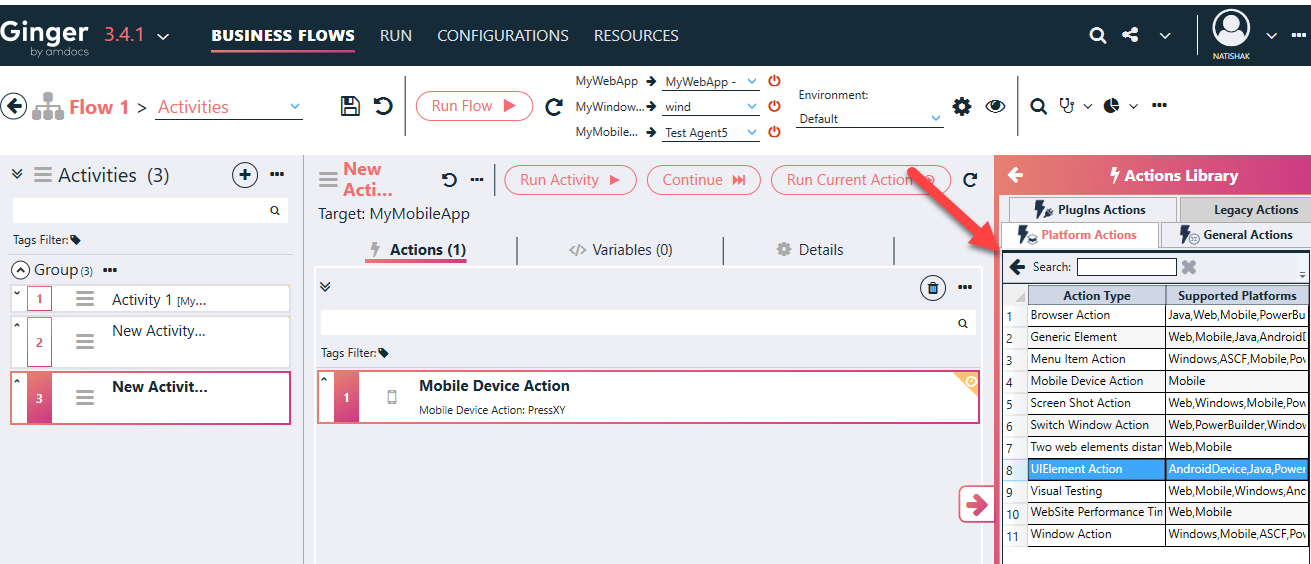 Ginger 3.4.1 BUSINESS FLOWS RUN CONFIGURATIONS RESOURCES
by amdocs
NATISHAK
Flow 1 > Activities
Run Flow
MyWebApp MyWebApp -
MyWindow... wind
MyMobile... Test Agent5
Environment:
Default
Activities (3)
Tags Filter:
Group (3)
1 Activity 1 [My...
2 New Activity...
3 New Activit...
New
Acti...
Run Activity
Continue
Run Current Action
Target: MyMobileApp
Actions (1)
</> Variables (0)
Details
Tags Filter:
1 Mobile Device Action
Mobile Device Action: PressXY
Actions Library
PlugIns Actions Legacy Actions
Platform Actions General Actions
Search:
Action Type Supported Platforms
1 Browser Action Java,Web,Mobile,PowerBu
2 Generic Element Web,Mobile,Java,Android
3 Menu Item Action Windows,ASCF,Mobile,Pov
4 Mobile Device Action Mobile
5 Screen Shot Action Web,Windows,Mobile,Pow
6 Switch Window Action Web,PowerBuilder,Window
7 Two web elements distan Web,Mobile
8 UIElement Action AndroidDevice,Java,Power
9 Visual Testing Web,Mobile,Windows,Anc
10 WebSite Performance Tin Web,Mobile
11 Window Action Windows,Mobile,ASCF,Pov